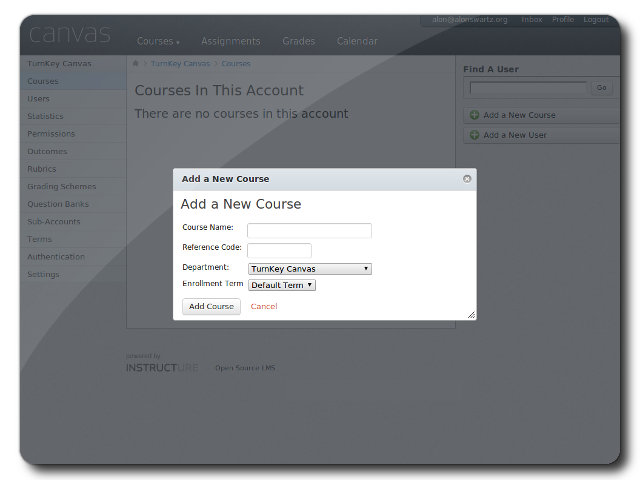 alon@alonswartz.org Inbox Profile Logout
canvas
Courses ▾ Assignments Grades Calendar
TurnKey Canvas
Courses
Users
Statistics
Permissions
Outcomes
Rubrics
Grading Schemes
Question Banks
Sub-Accounts
Terms
Authentication
Settings
TurnKey Canvas Courses
Courses In This Account
There are no courses in this account
Find A User
Go
Add a New Course
Add a New User
Add a New Course
Add a New Course
Course Name:
Reference Code:
Department: TurnKey Canvas
Enrollment Term Default Term
Add Course Cancel
powered by
INSTRUCTURE Open Source LMS